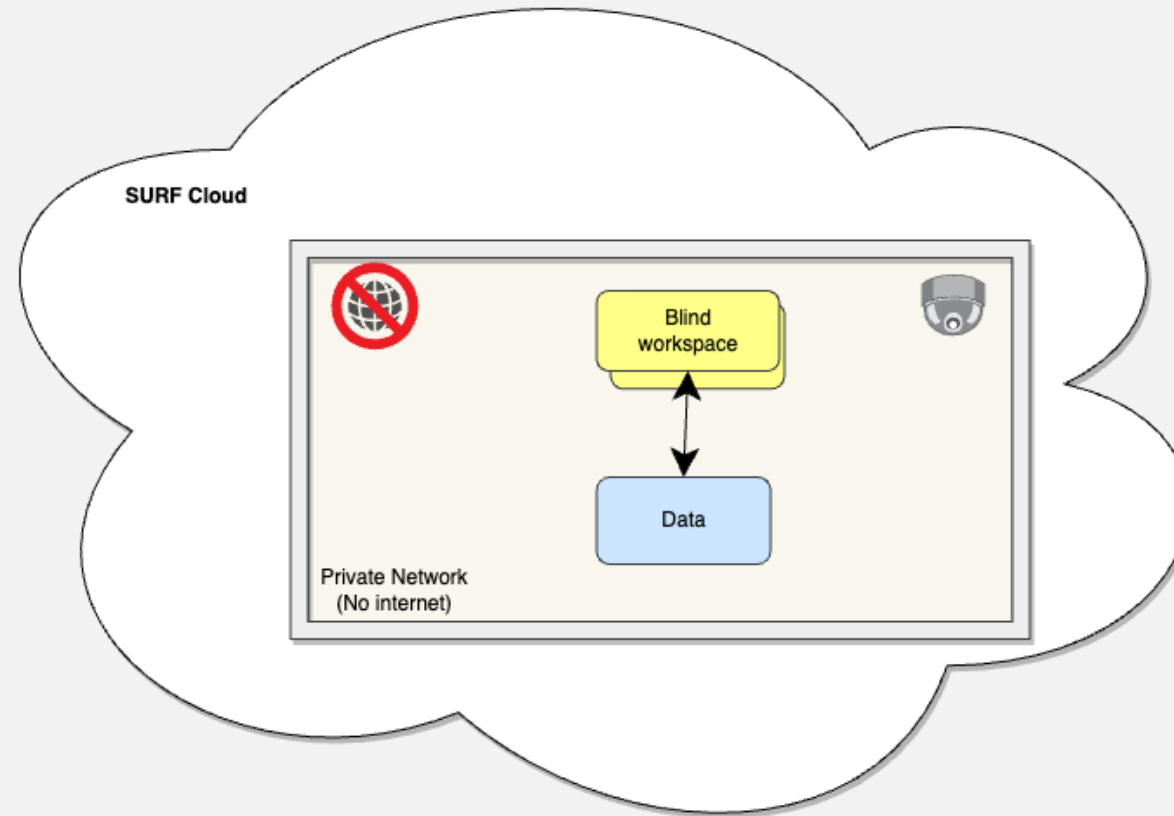 SURF Cloud
Blind
workspace
Data
Private Network
(No internet)